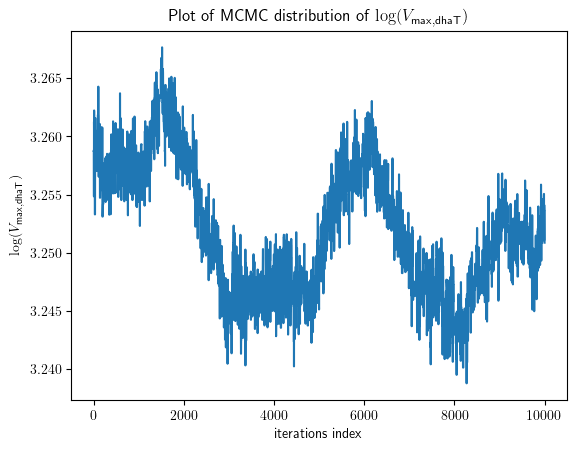 Plot of MCMC distribution of log(V_max,dhaT)
log(V_max,dhaT)
3.265
3.260
3.255
3.250
3.245
3.240
0 2000 4000 6000 8000 10000
iterations index